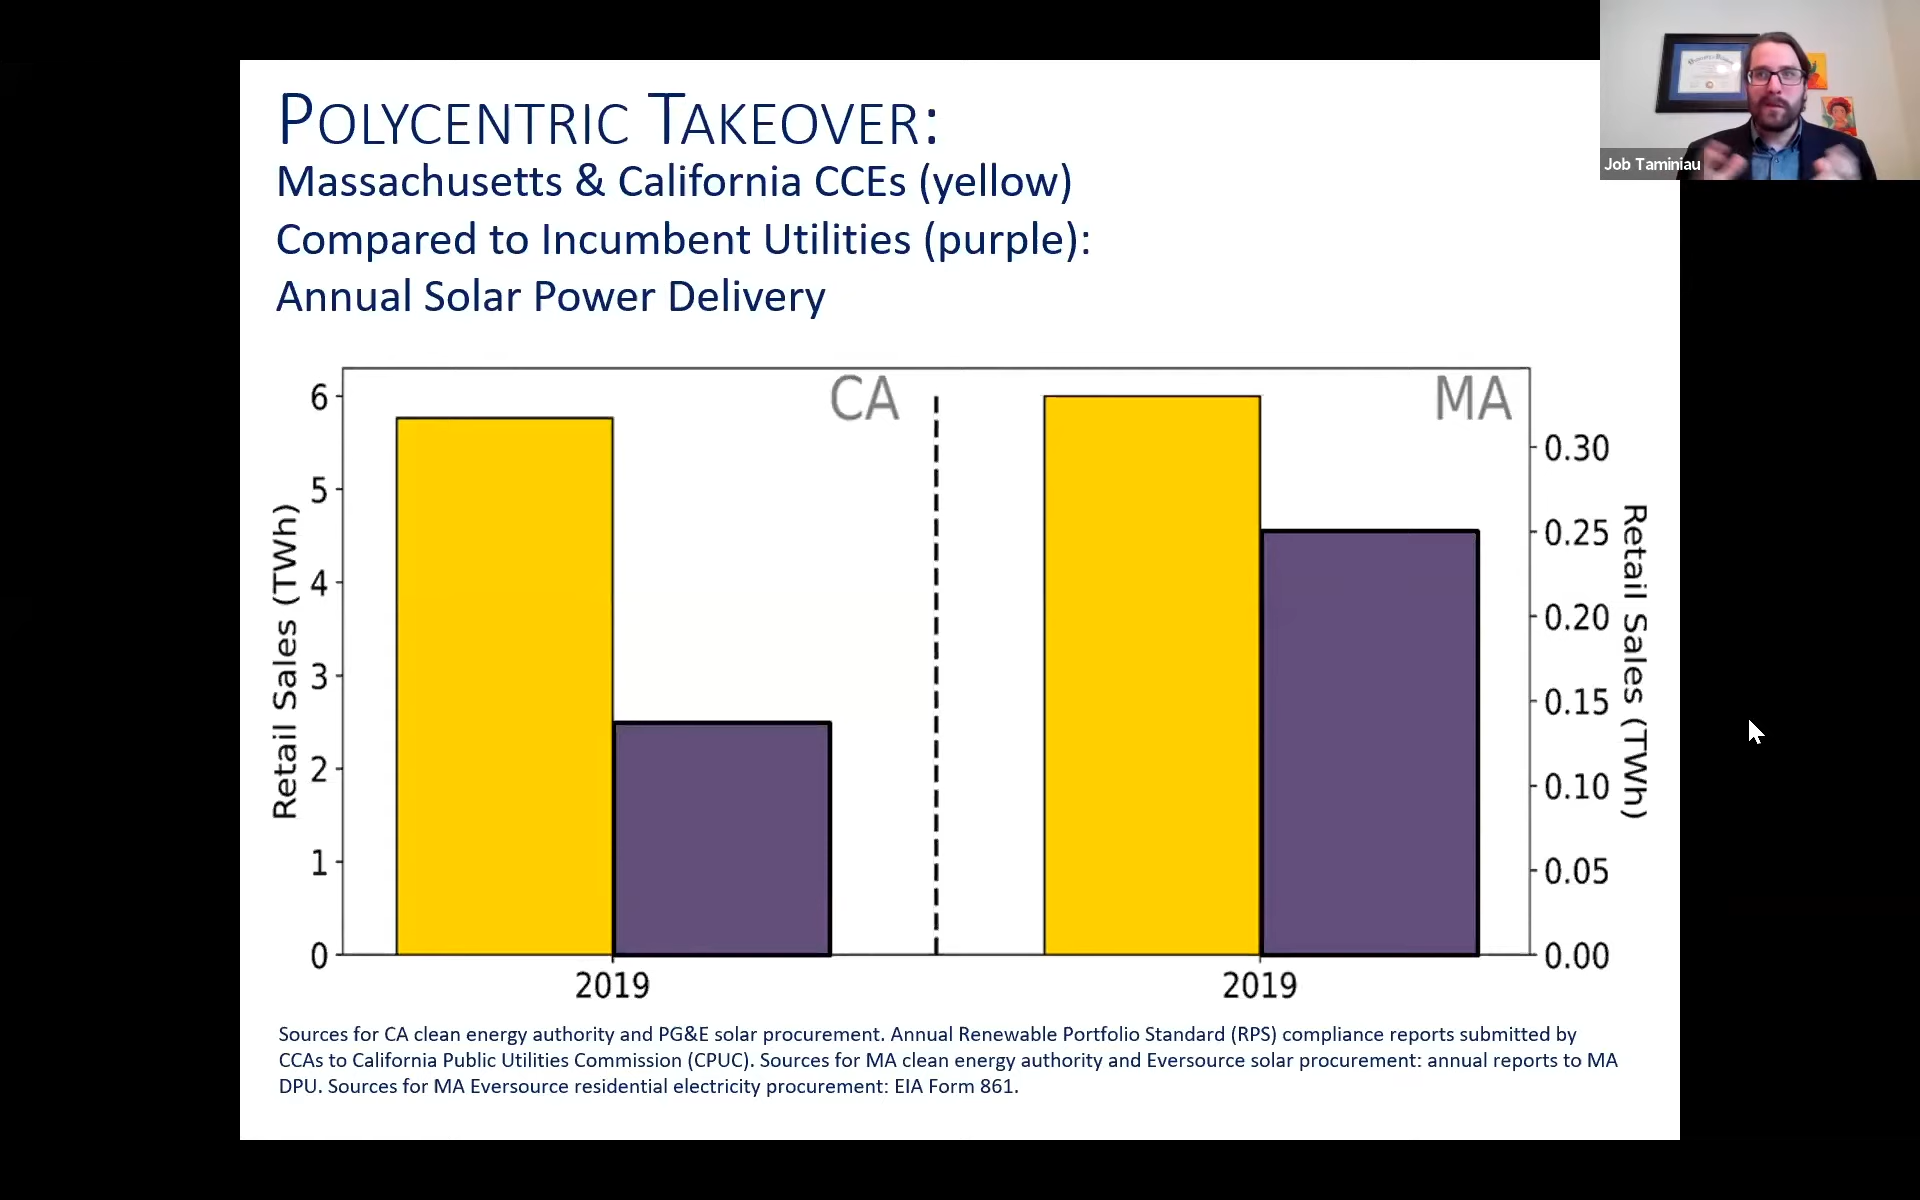 POLYCENTRIC TAKEOVER:
Massachusetts & California CCEs (yellow)
Compared to Incumbent Utilities (purple):
Annual Solar Power Delivery
Job Taminiau
CA
MA
6
5
4
3
2
1
0
Retail Sales (TWh)
0.30
0.25
0.20
0.15
0.10
0.05
0.00
Retail Sales (TWh)
2019
2019
Sources for CA clean energy authority and PG&E solar procurement. Annual Renewable Portfolio Standard (RPS) compliance reports submitted by
CCAs to California Public Utilities Commission (CPUC). Sources for MA clean energy authority and Eversource solar procurement: annual reports to MA
DPU. Sources for MA Eversource residential electricity procurement: EIA Form 861.